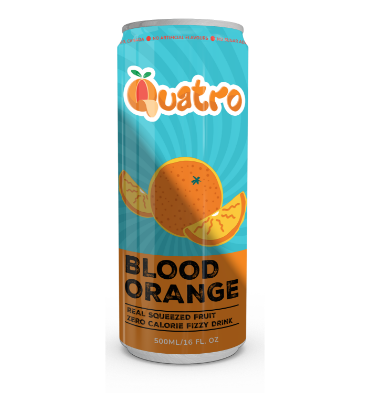 Quatro
BLOOD
ORANGE
REAL SQUEEZED FRUIT
ZERO CALORIE FIZZY DRINK
500ML/16 FL. OZ